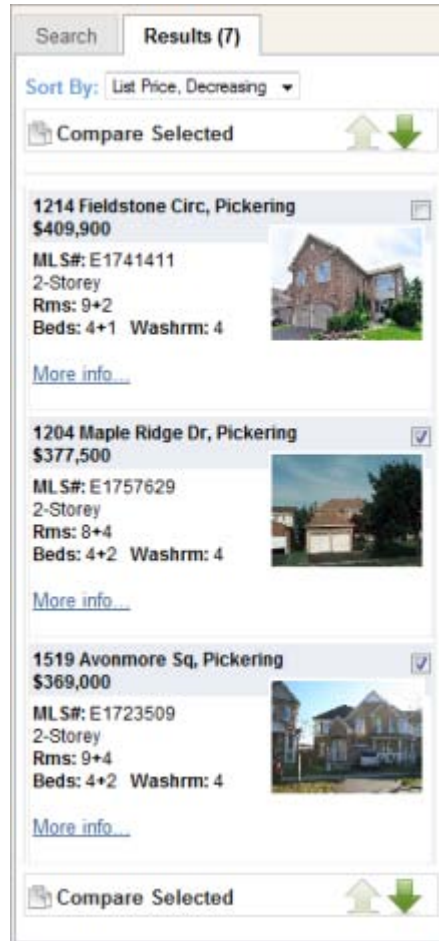 Search Results (7)
Sort By: List Price, Decreasing
Compare Selected
1214 Fieldstone Circ, Pickering
$409,900
MLS#: E1741411
2-Storey
Rms: 9+2
Beds: 4+1 Washrm: 4
More info...
1204 Maple Ridge Dr, Pickering
$377,500
MLS#: E1757629
2-Storey
Rms: 8+4
Beds: 4+2 Washrm: 4
More info...
1519 Avonmore Sq, Pickering
$369,000
MLS#: E1723509
2-Storey
Rms: 9+4
Beds: 4+2 Washrm: 4
More info...
Compare Selected